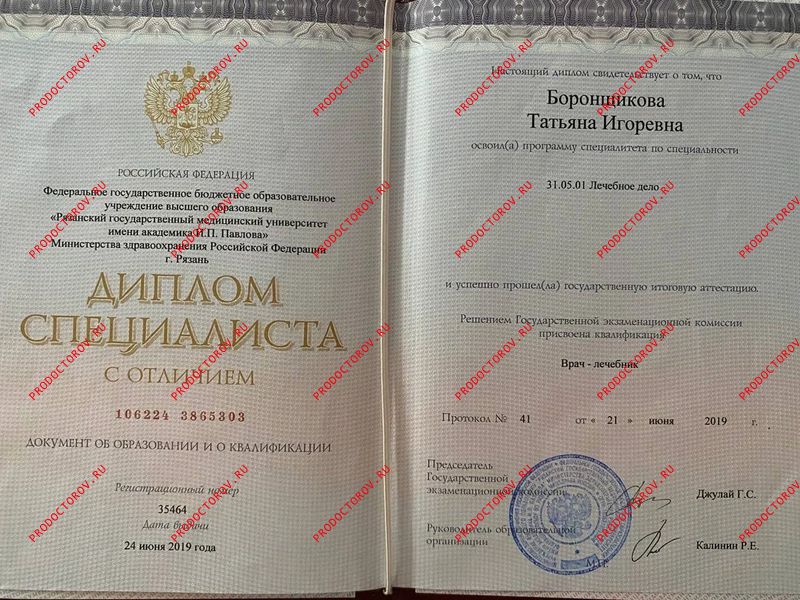 РОССИЙСКАЯ ФЕДЕРАЦИЯ
Федеральное государственное бюджетное образовательное
учреждение высшего образования
«Рязанский государственный медицинский университет
имени академика И.П. Павлова»
Министерства здравоохранения Российской Федерации
г. Рязань
ДИПЛОМ
СПЕЦИАЛИСТА
С ОТЛИЧИЕМ
106224 3865303
ДОКУМЕНТ ОБ ОБРАЗОВАНИИ И О КВАЛИФИКАЦИИ
Регистрационный номер
35464
Дата выдачи
24 июня 2019 года
Настоящий диплом свидетельствует о том, что
Боронщикова
Татьяна Игоревна
освоил(а) программу специалитета по специальности
31.05.01 Лечебное дело
и успешно прошел(ла) государственную итоговую аттестацию.
Решением Государственной экзаменационной комиссии
присвоена квалификация
Врач - лечебник
Протокол № 41 от « 21 » июня 2019 г.
Председатель
Государственной
экзаменационной комиссии
Джулай Г.С.
Руководитель образовательной
организации
Калинин Р.Е.
М.П.
PRODOCTOROV.RU